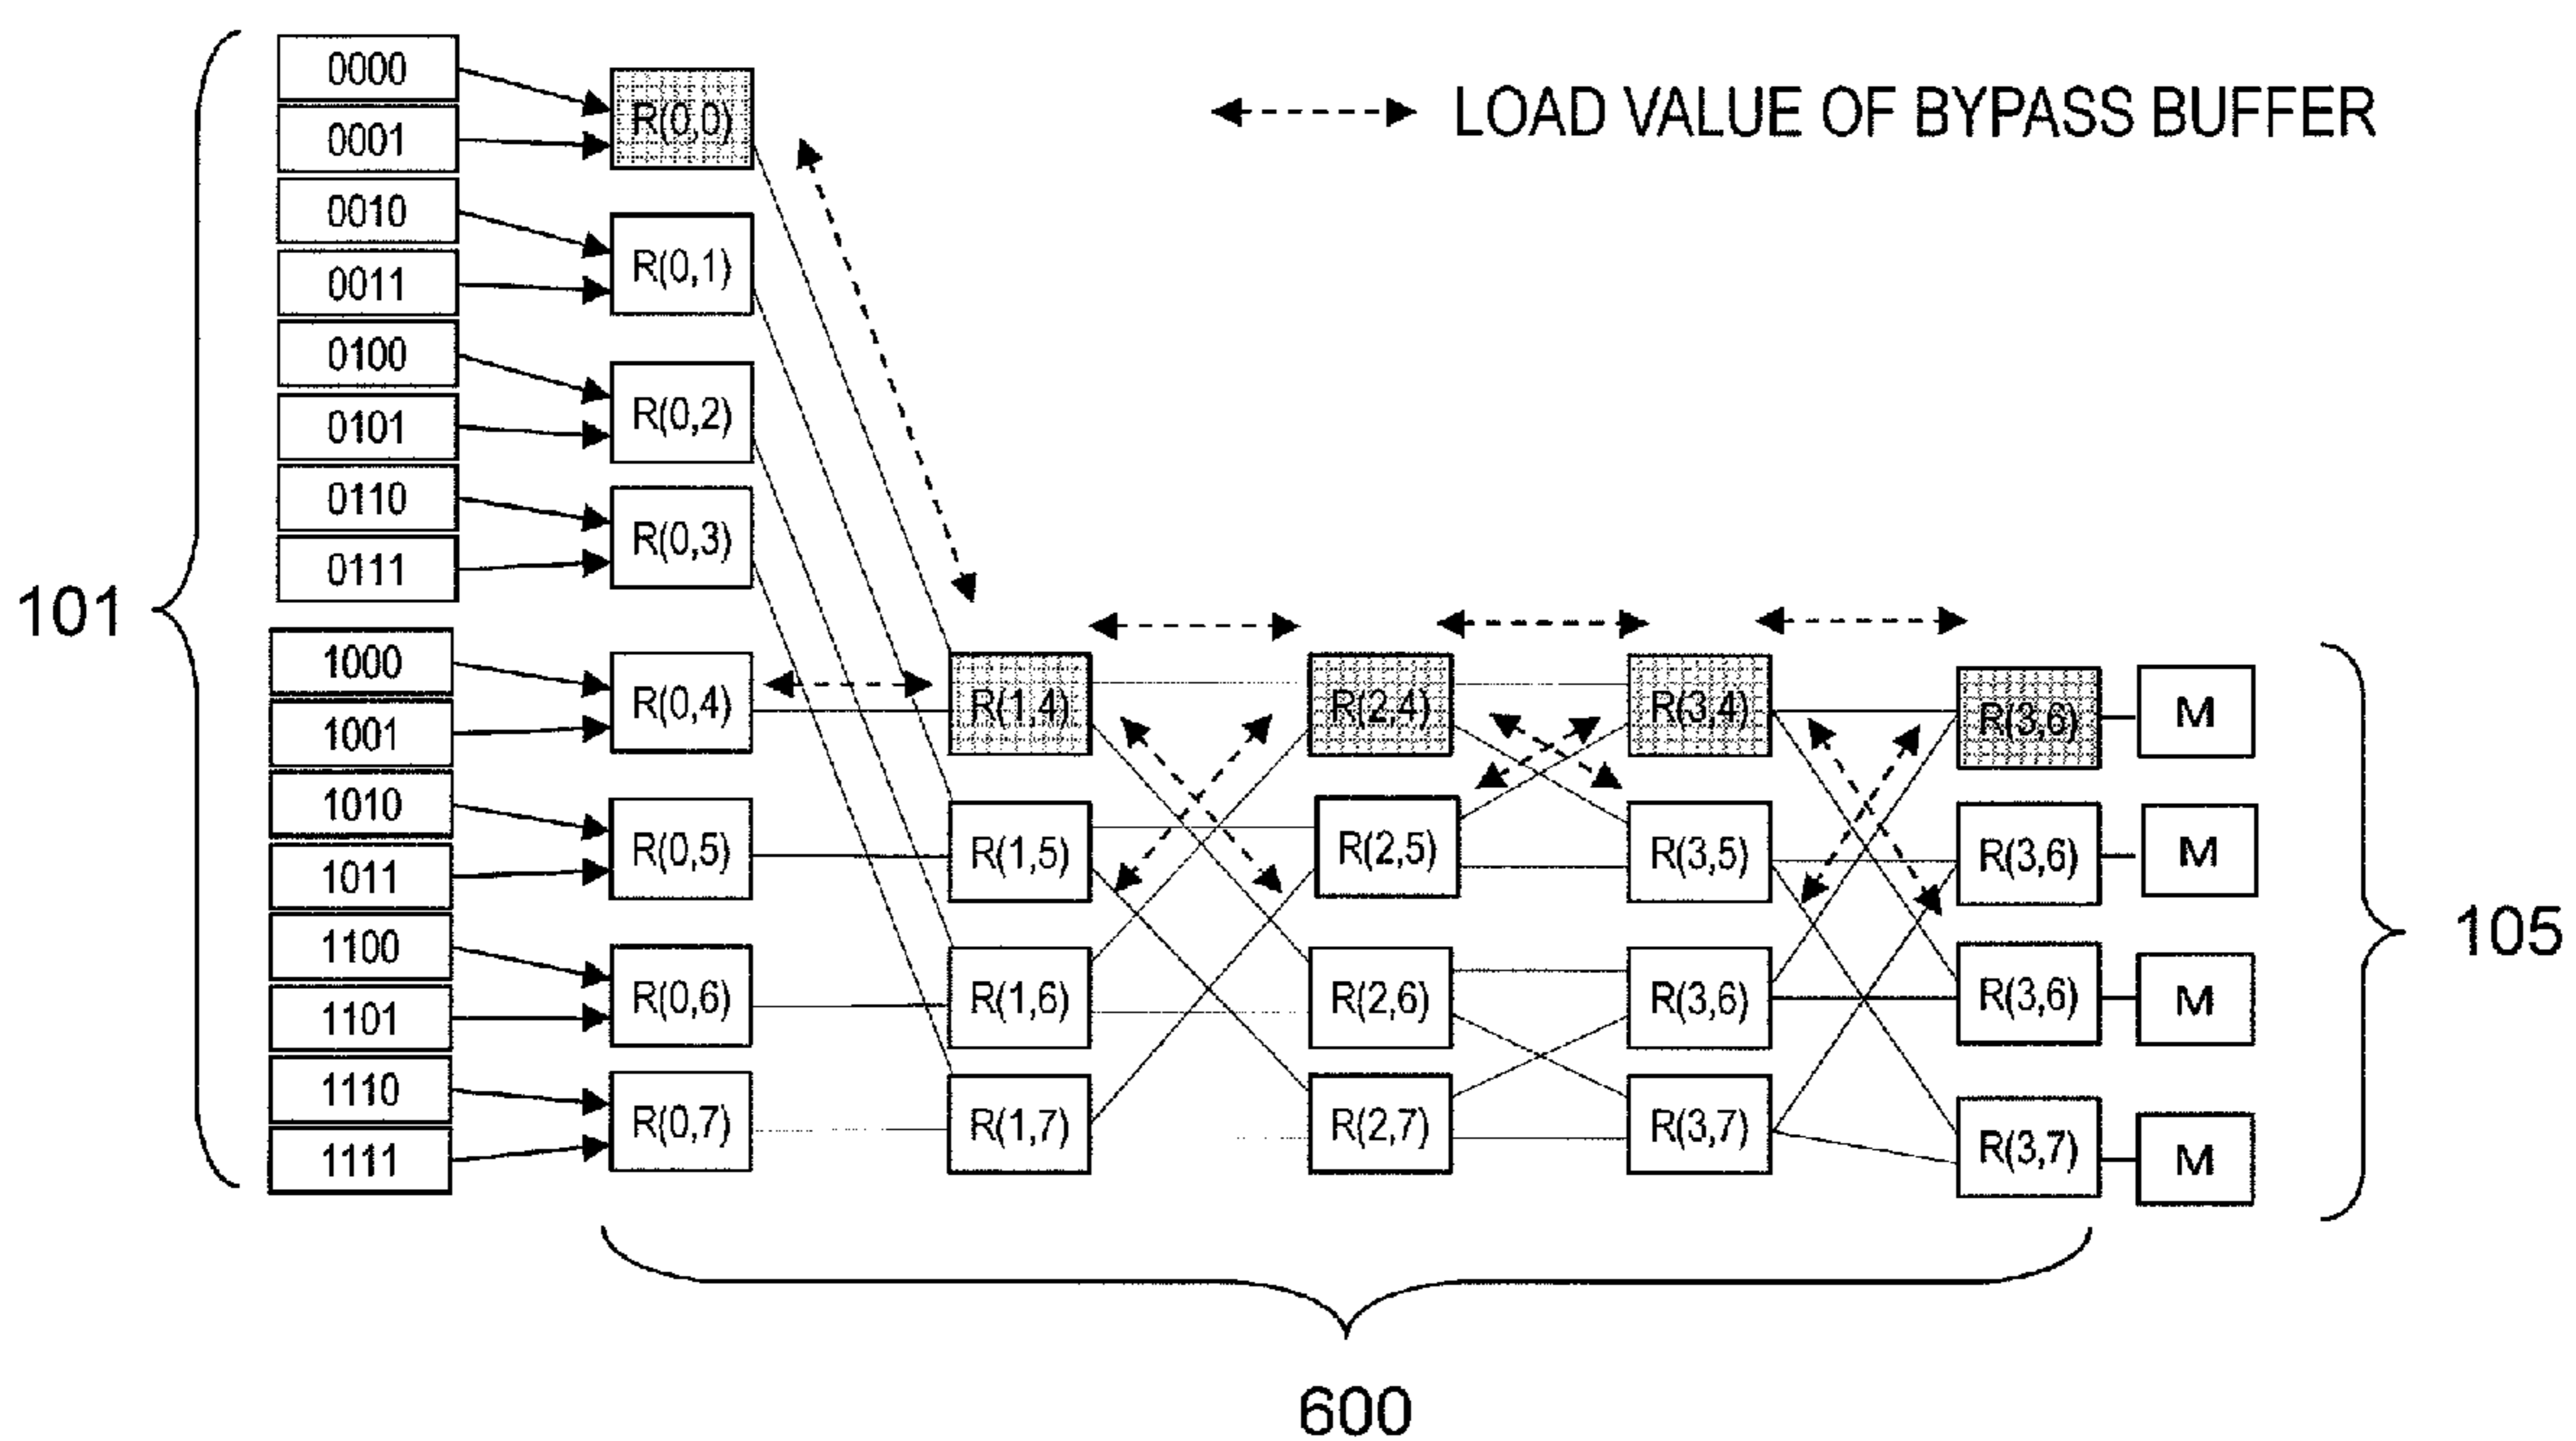 0000
0001
0010
0011
0100
0101
0110
0111
1000
1001
1010
1011
1100
1101
1110
1111
101
R(0,0)
R(0,1)
R(0,2)
R(0,3)
R(0,4)
R(0,5)
R(0,6)
R(0,7)
LOAD VALUE OF BYPASS BUFFER
R(1,4)
R(1,5)
R(1,6)
R(1,7)
R(2,4)
R(2,5)
R(2,6)
R(2,7)
R(3,4)
R(3,5)
R(3,6)
R(3,7)
R(3,6)
R(3,6)
R(3,6)
R(3,7)
M
M
M
M
105
600